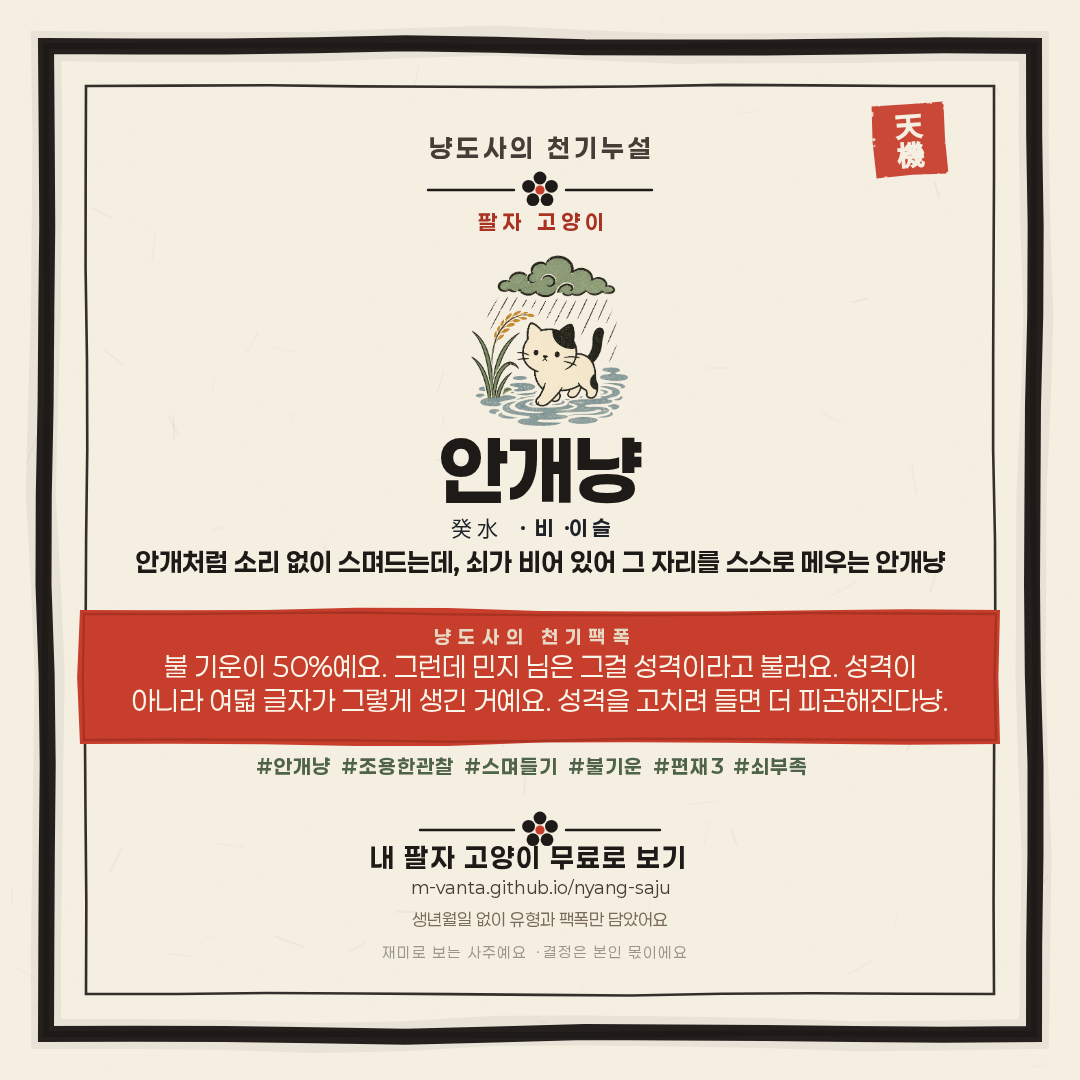 天
機
냥도사의 천기누설
팔자 고양이
안개냥
癸水 · 비 ·이슬
안개처럼 소리 없이 스며드는데, 쇠가 비어 있어 그 자리를 스스로 메우는 안개냥
냥도사의 천기팩폭
불 기운이 50%예요. 그런데 민지 님은 그걸 성격이라고 불러요. 성격이
아니라 여덟 글자가 그렇게 생긴 거예요. 성격을 고치려 들면 더 피곤해진다냥.
#안개냥 #조용한관찰 #스며들기 #불기운 #편재3 #쇠부족
내 팔자 고양이 무료로 보기
m-vanta.github.io/nyang-saju
생년월일 없이 유형과 팩폭만 담았어요
재미로 보는 사주예요 ·결정은 본인 몫이에요